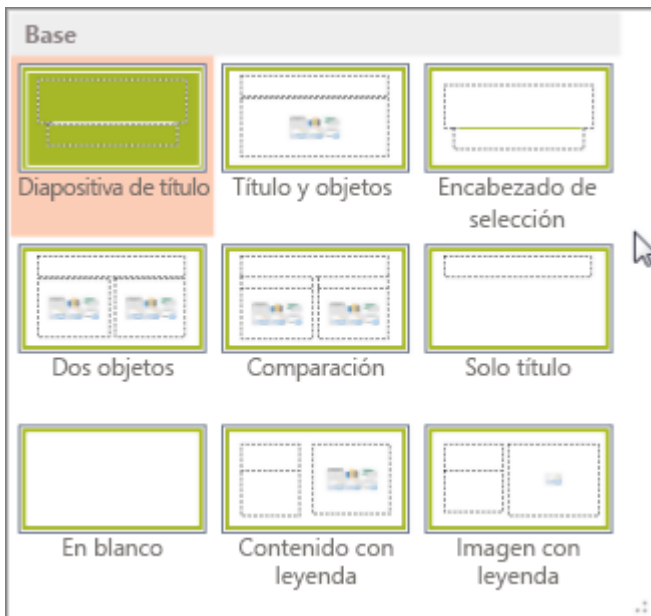 Base
Diapositiva de título
Título y objetos
Encabezado de
selección
Dos objetos
Comparación
Solo título
En blanco
Contenido con
leyenda
Imagen con
leyenda